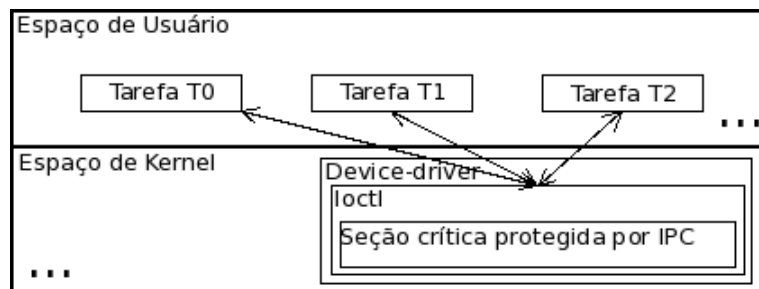 Espaço de Usuário
Tarefa T0
Tarefa T1
Tarefa T2
...
Espaço de Kernel
Device-driver
Ioctl
Seção crítica protegida por IPC
...